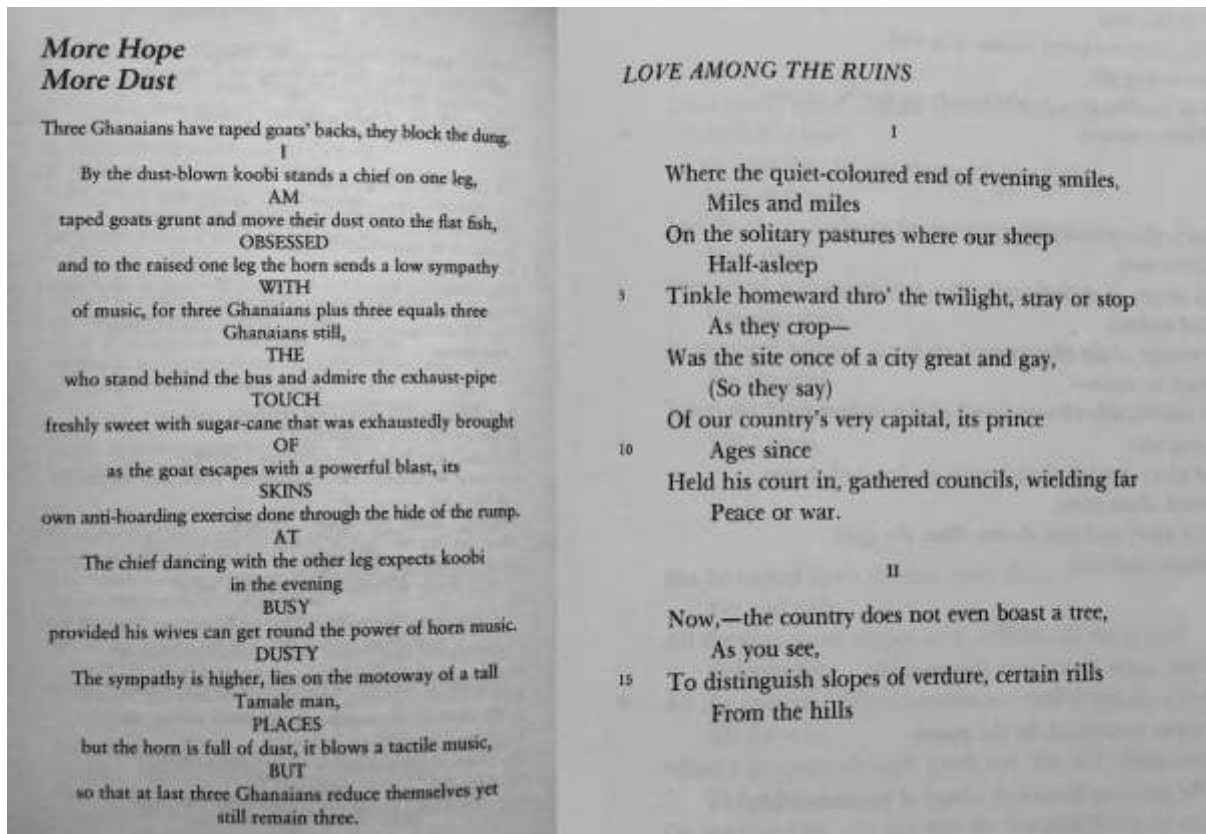 More Hope
More Dust
Three Ghanaians have taped goats' backs, they block the dung.
I
By the dust-blown koobi stands a chief on one leg,
AM
taped goats grunt and move their dust onto the flat fish,
OBSESSED
and to the raised one leg the horn sends a low sympathy
WITH
of music, for three Ghanaians plus three equals three
Ghanaians still,
THE
who stand behind the bus and admire the exhaust-pipe
TOUCH
freshly sweet with sugar-cane that was exhaustedly brought
OF
as the goat escapes with a powerful blast, its
SKINS
own anti-hoarding exercise done through the hide of the rump.
AT
The chief dancing with the other leg expects koobi
in the evening
BUSY
provided his wives can get round the power of horn music.
DUSTY
The sympathy is higher, lies on the motoway of a tall
Tamale man,
PLACES
but the horn is full of dust, it blows a tactile music,
BUT
so that at last three Ghanaians reduce themselves yet
still remain three.
LOVE AMONG THE RUINS
I
Where the quiet-coloured end of evening smiles,
Miles and miles
On the solitary pastures where our sheep
Half-asleep
5 Tinkle homeward thro' the twilight, stray or stop
As they crop—
Was the site once of a city great and gay,
(So they say)
Of our country's very capital, its prince
10 Ages since
Held his court in, gathered councils, wielding far
Peace or war.
II
Now,—the country does not even boast a tree,
As you see,
15 To distinguish slopes of verdure, certain rills
From the hills